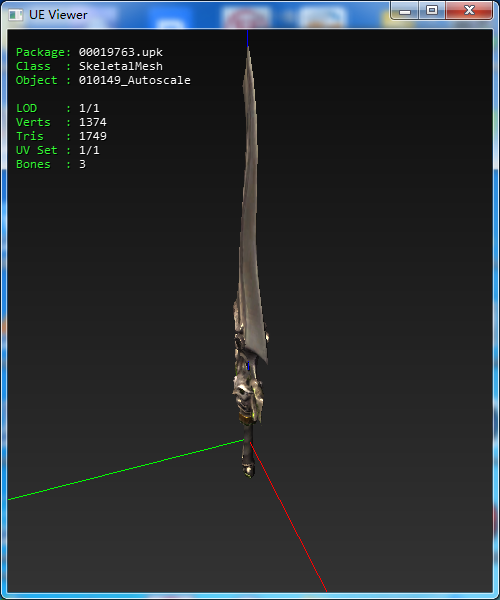 UE Viewer
Package: 00019763.upk
Class : SkeletalMesh
Object : 010149_Autoscale
LOD : 1/1
Verts : 1374
Tris : 1749
UV Set : 1/1
Bones : 3